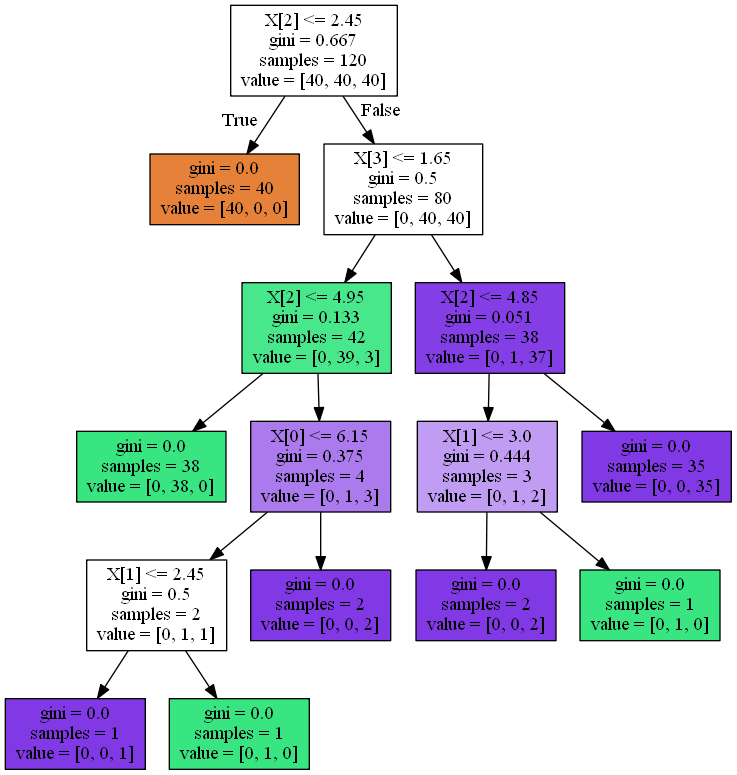 X[2] <= 2.45
gini = 0.667
samples = 120
value = [40, 40, 40]
True
False
gini = 0.0
samples = 40
value = [40, 0, 0]
X[3] <= 1.65
gini = 0.5
samples = 80
value = [0, 40, 40]
X[2] <= 4.95
gini = 0.133
samples = 42
value = [0, 39, 3]
X[2] <= 4.85
gini = 0.051
samples = 38
value = [0, 1, 37]
gini = 0.0
samples = 38
value = [0, 38, 0]
X[0] <= 6.15
gini = 0.375
samples = 4
value = [0, 1, 3]
X[1] <= 3.0
gini = 0.444
samples = 3
value = [0, 1, 2]
gini = 0.0
samples = 35
value = [0, 0, 35]
X[1] <= 2.45
gini = 0.5
samples = 2
value = [0, 1, 1]
gini = 0.0
samples = 2
value = [0, 0, 2]
gini = 0.0
samples = 2
value = [0, 0, 2]
gini = 0.0
samples = 1
value = [0, 1, 0]
gini = 0.0
samples = 1
value = [0, 0, 1]
gini = 0.0
samples = 1
value = [0, 1, 0]